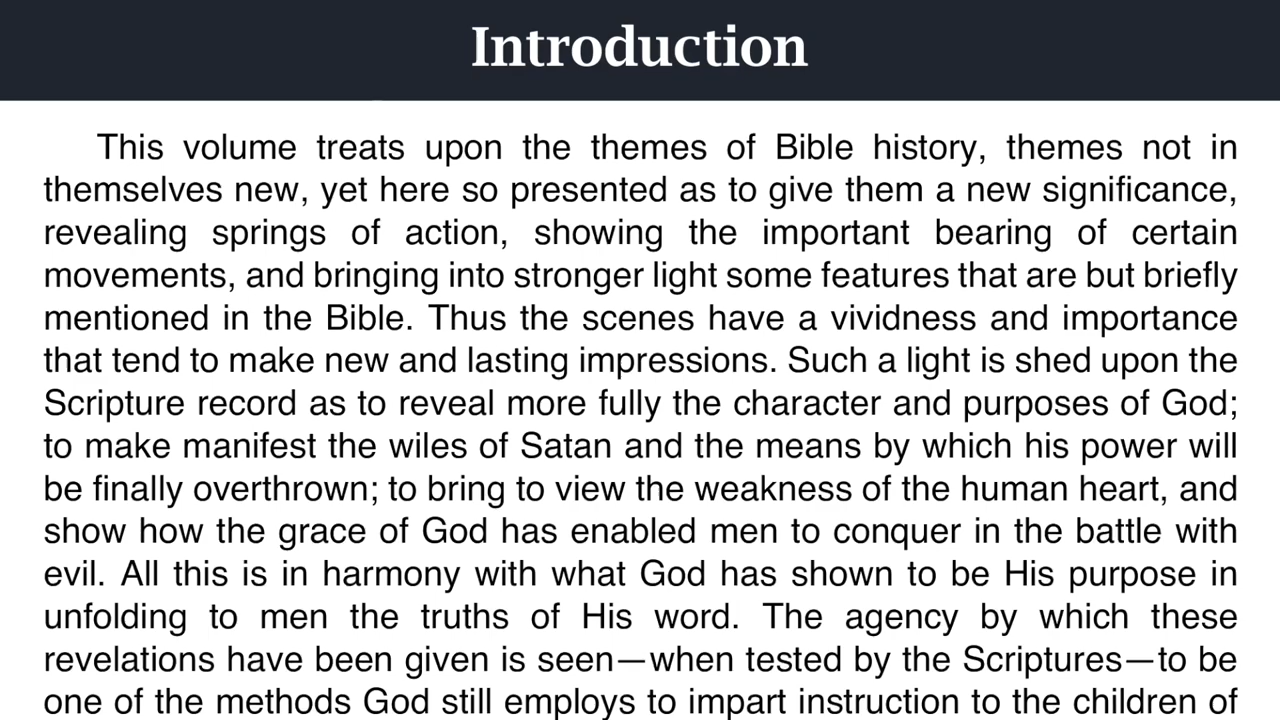 Introduction
This volume treats upon the themes of Bible history, themes not in
themselves new, yet here so presented as to give them a new significance,
revealing springs of action, showing the important bearing of certain
movements, and bringing into stronger light some features that are but briefly
mentioned in the Bible. Thus the scenes have a vividness and importance
that tend to make new and lasting impressions. Such a light is shed upon the
Scripture record as to reveal more fully the character and purposes of God;
to make manifest the wiles of Satan and the means by which his power will
be finally overthrown; to bring to view the weakness of the human heart, and
show how the grace of God has enabled men to conquer in the battle with
evil. All this is in harmony with what God has shown to be His purpose in
unfolding to men the truths of His word. The agency by which these
revelations have been given is seen—when tested by the Scriptures—to be
one of the methods God still employs to impart instruction to the children of